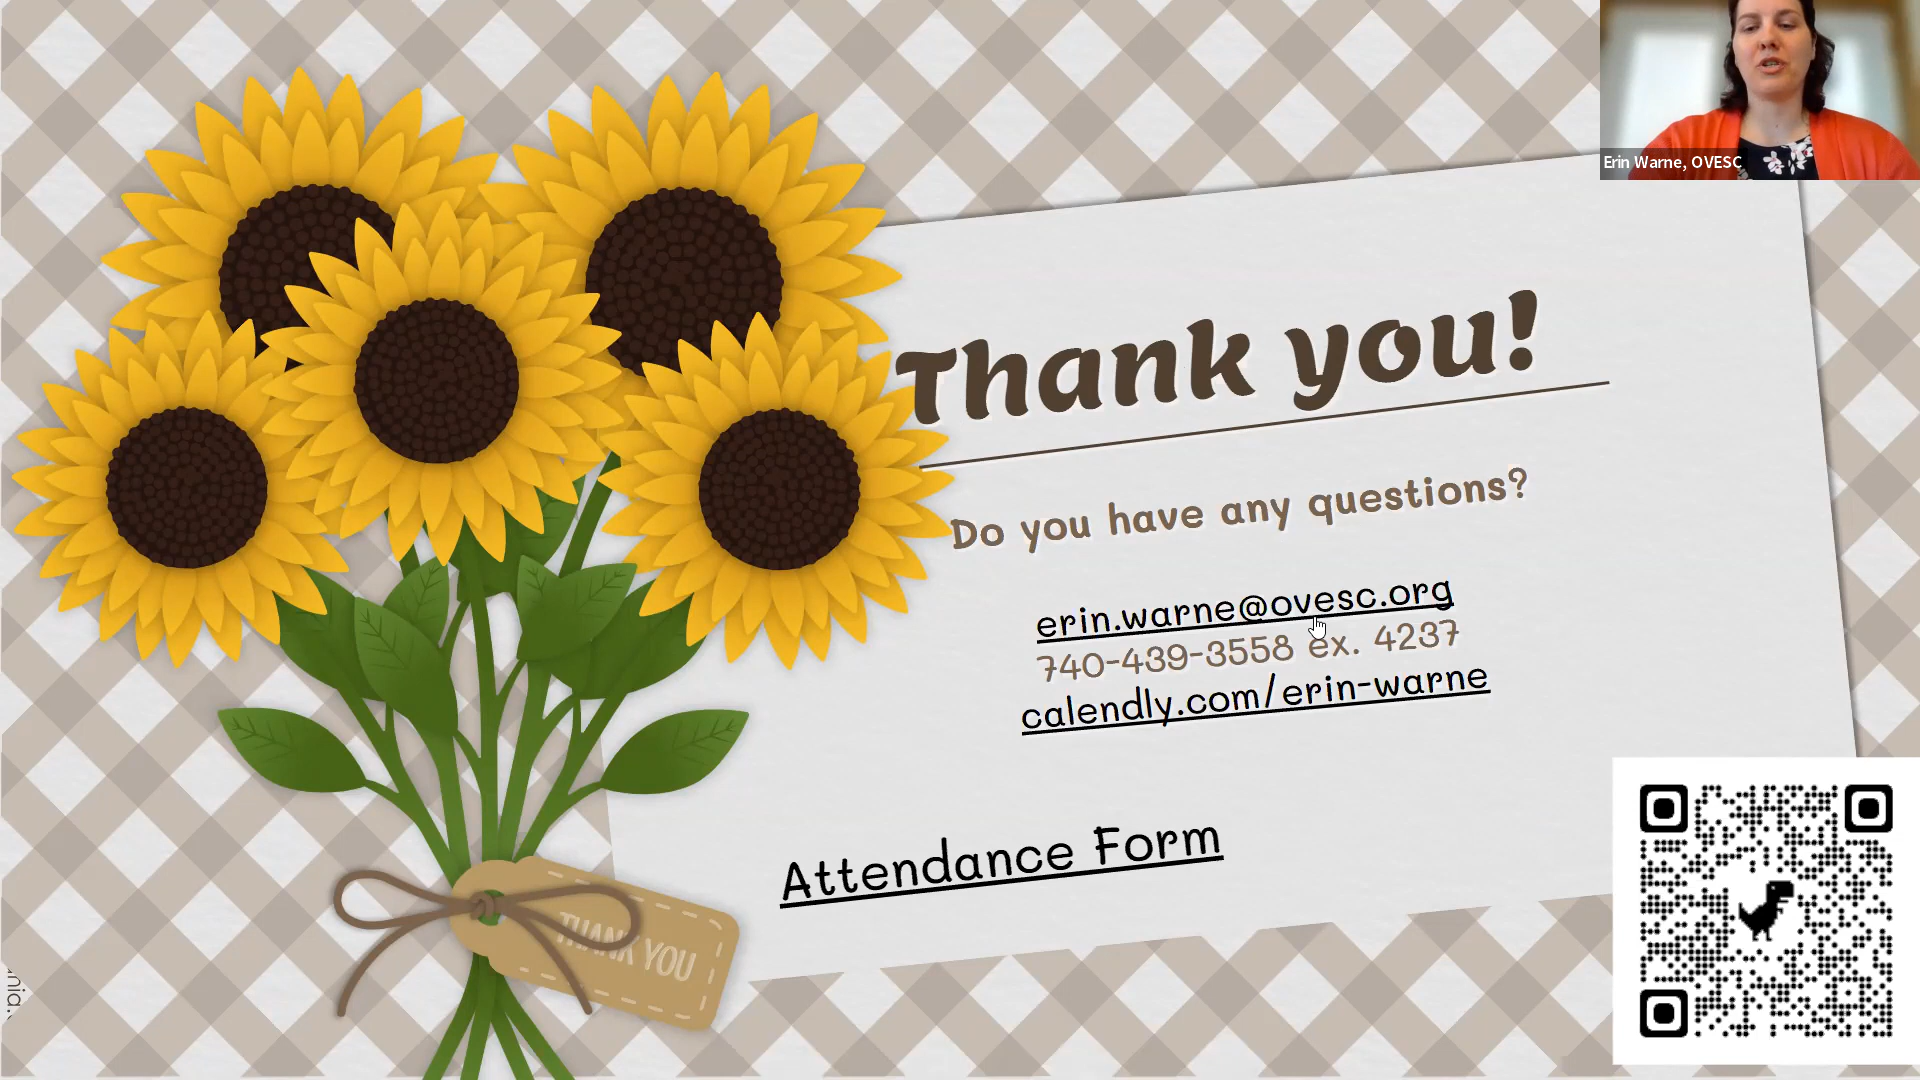 Erin Warne, OVESC
Thank you!
Do you have any questions?
erin.warne@ovesc.org
740-439-3558 ex. 4237
calendly.com/erin-warne
Attendance Form
THANK YOU